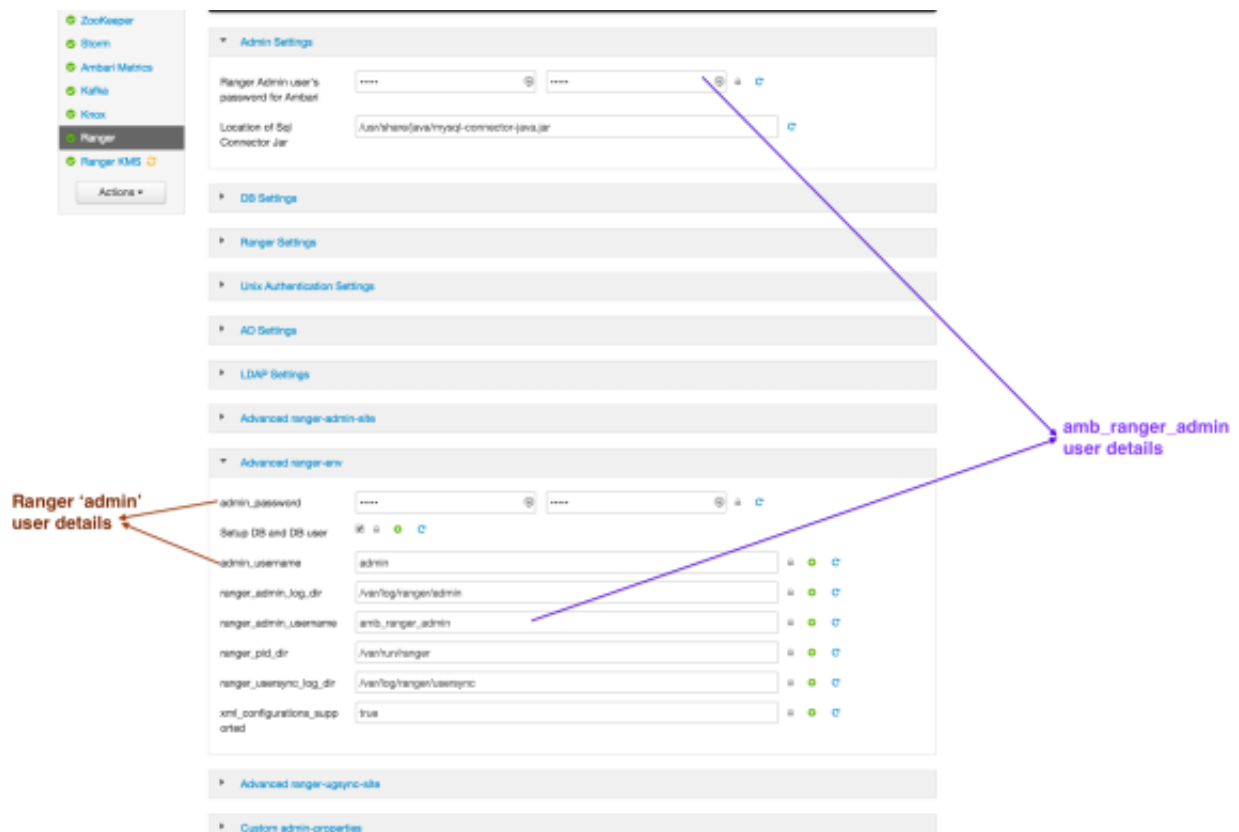 ZooKeeper
Storm
Ambari Metrics
Kafka
Knox
Ranger
Ranger KMS
Actions
Admin Settings
Ranger Admin user's
password for Ambari
•••••
•••••
Location of Sql
Connector Jar
/usr/share/java/mysql-connector-java.jar
DB Settings
Ranger Settings
Unix Authentication Settings
AD Settings
LDAP Settings
Advanced ranger-admin-site
Advanced ranger-env
admin_password
•••••
•••••
Setup DB and DB user
admin_username
admin
ranger_admin_log_dir
/var/log/ranger/admin
ranger_admin_username
amb_ranger_admin
ranger_pid_dir
/var/run/ranger
ranger_usersync_log_dir
/var/log/ranger/usersync
xml_configurations_supp
orted
true
Advanced ranger-ugsync-site
Custom admin-properties
Ranger ‘admin’
user details
amb_ranger_admin
user details